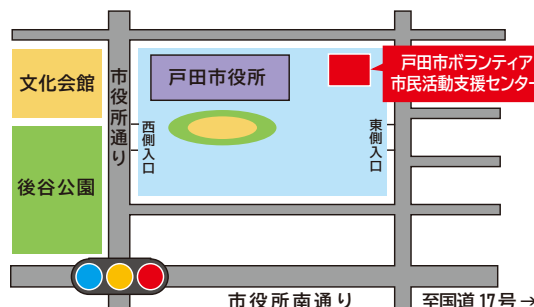 文化会館
市役所通り
戸田市役所
戸田市ボランティア
市民活動支援センター
西側入口
東側入口
後谷公園
市役所南通り
至国道17号→